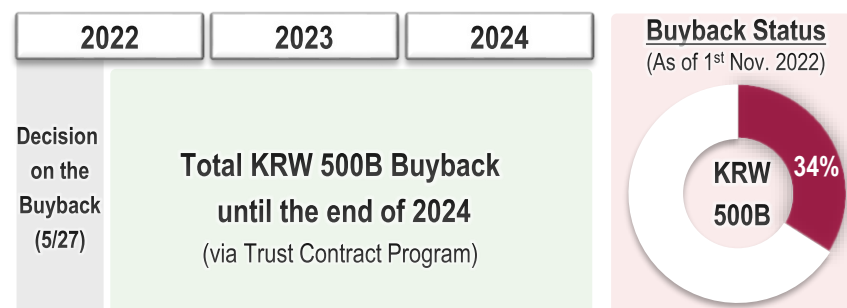 2022
2023
2024
Decision
on the
Buyback
(5/27)
Total KRW 500B Buyback
until the end of 2024
(via Trust Contract Program)
Buyback Status
(As of 1st Nov. 2022)
34%
KRW
500B